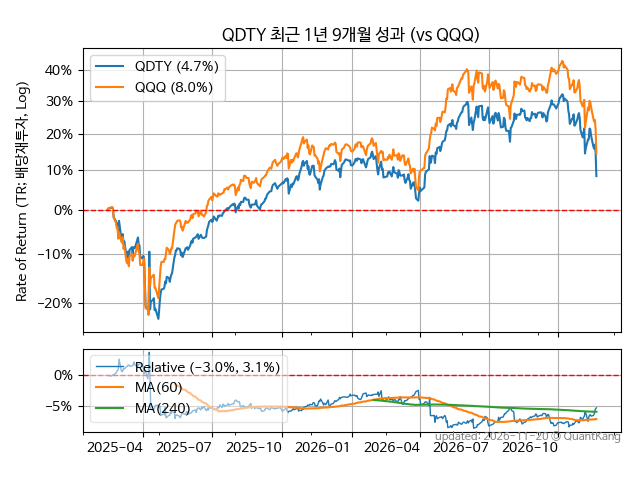 QDTY 최근 1년 9개월 성과 (vs QQQ)
Rate of Return (TR: 배당재투자, Log)
40%
30%
20%
10%
0%
−10%
−20%
QDTY (4.7%)
QQQ (8.0%)
0%
−5%
Relative (−3.0%, 3.1%)
MA(60)
MA(240)
2025−04
2025−07
2025−10
2026−01
2026−04
2026−05
2026−07
2026−10
updated: 2026−11−20 @ QuantKang